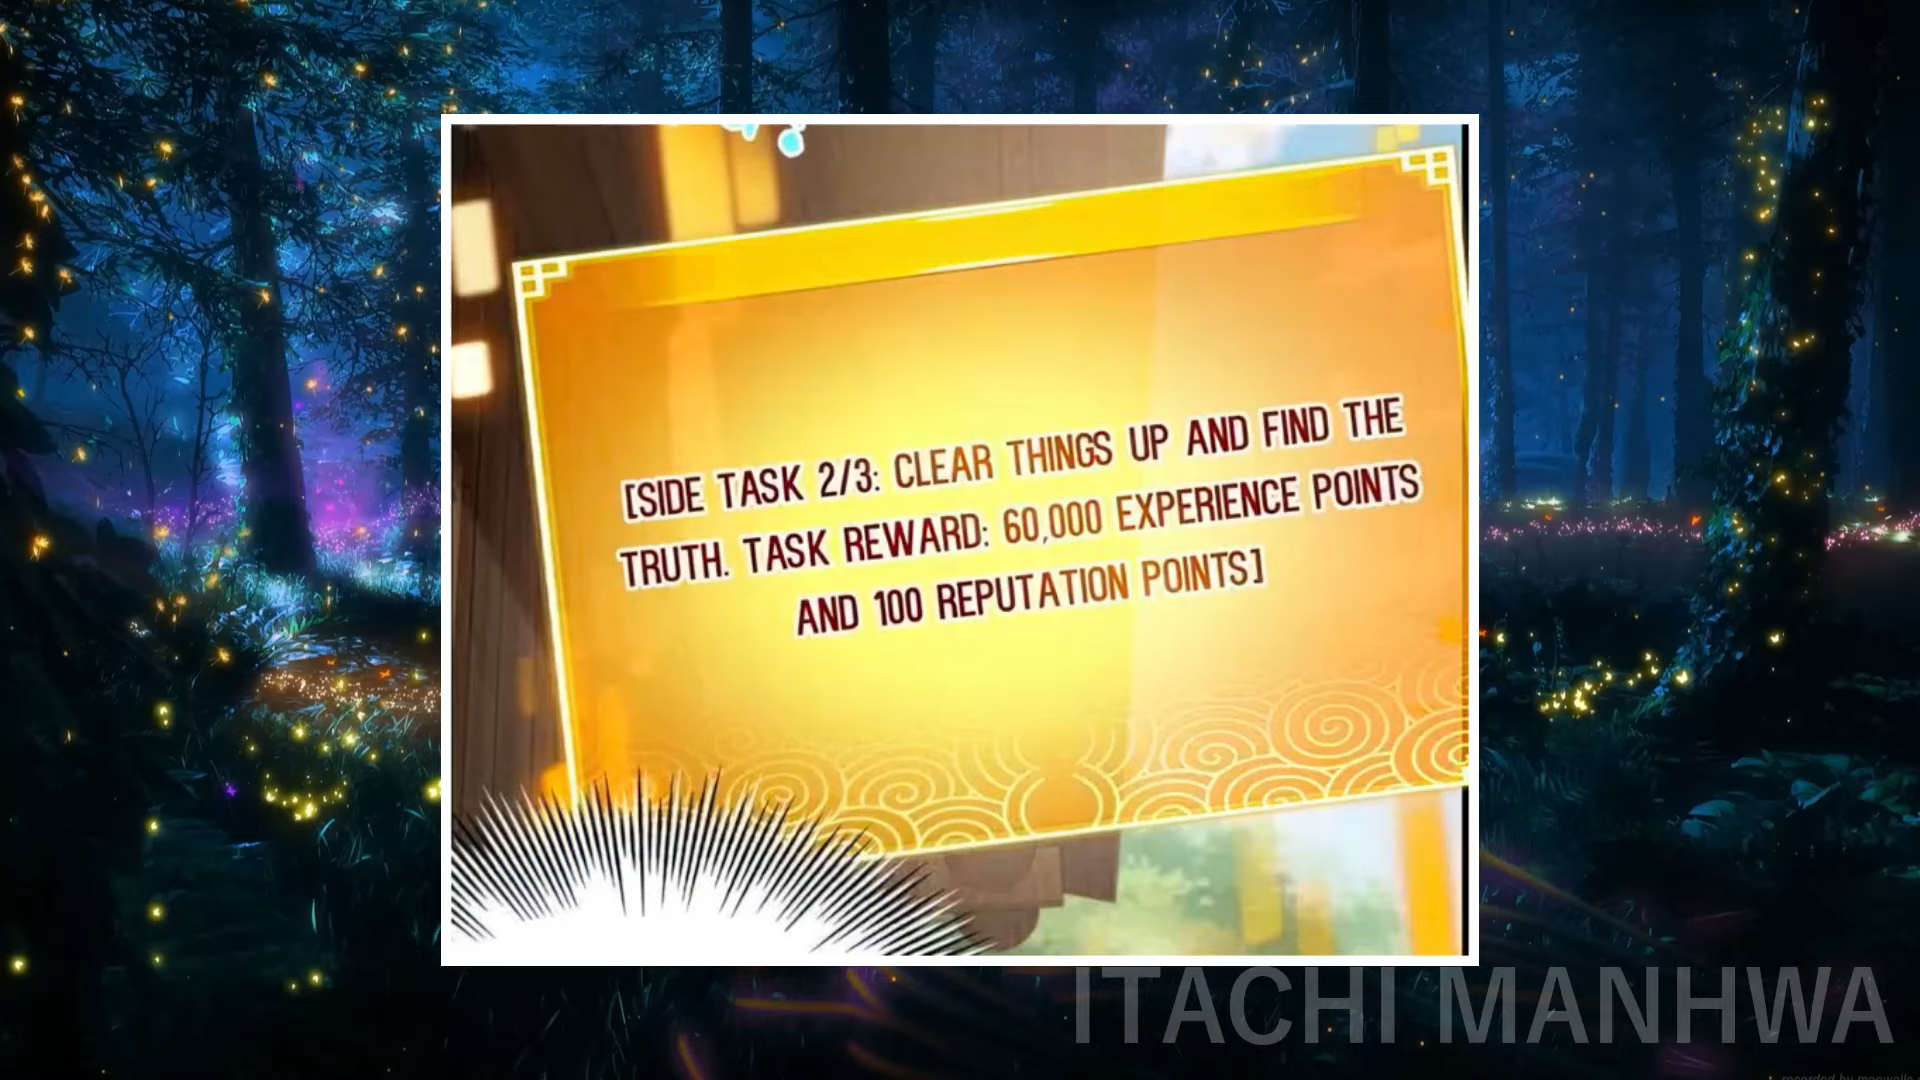 [SIDE TASK 2/3: CLEAR THINGS UP AND FIND THE
TRUTH. TASK REWARD: 60,000 EXPERIENCE POINTS
AND 100 REPUTATION POINTS]
ITACHI MANHWA